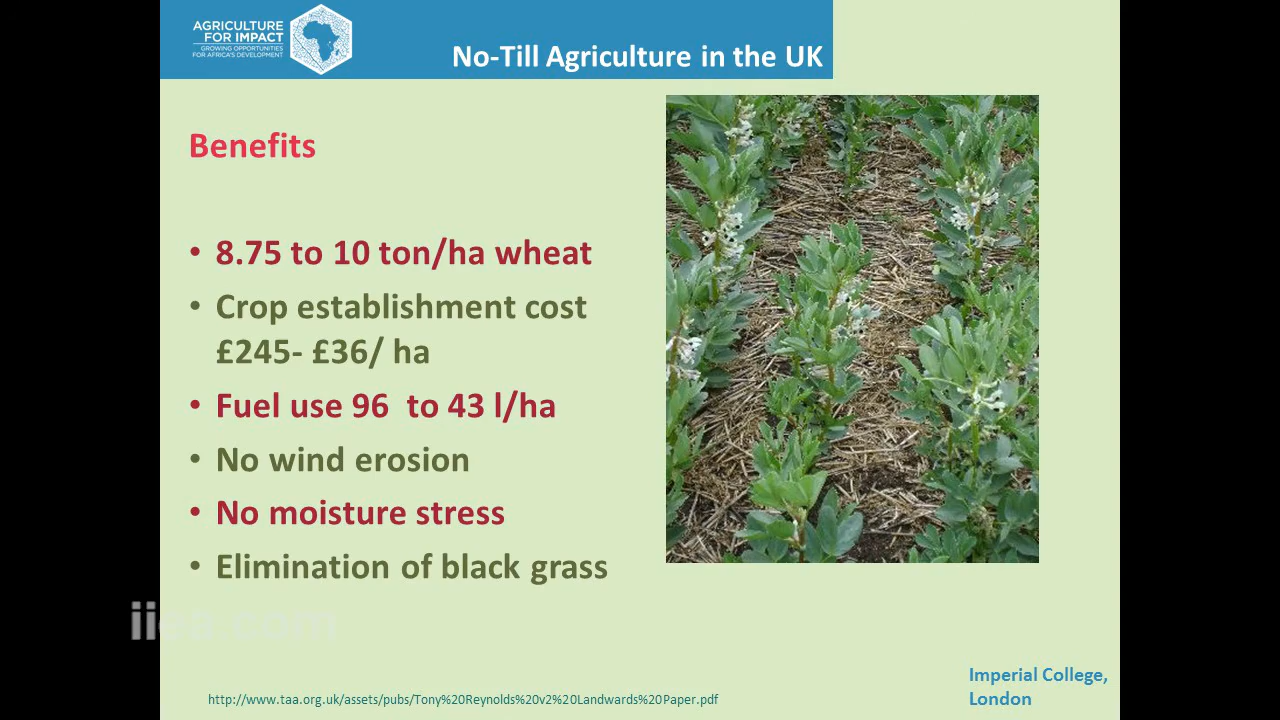 AGRICULTURE
FOR IMPACT
GROWING OPPORTUNITIES
FOR AFRICA'S DEVELOPMENT
No-Till Agriculture in the UK
Benefits
• 8.75 to 10 ton/ha wheat
• Crop establishment cost
£245- £36/ ha
• Fuel use 96  to 43 l/ha
• No wind erosion
• No moisture stress
• Elimination of black grass
iiea.com
Imperial College,
London
http://www.taa.org.uk/assets/pubs/Tony%20Reynolds%20v2%20Landwards%20Paper.pdf